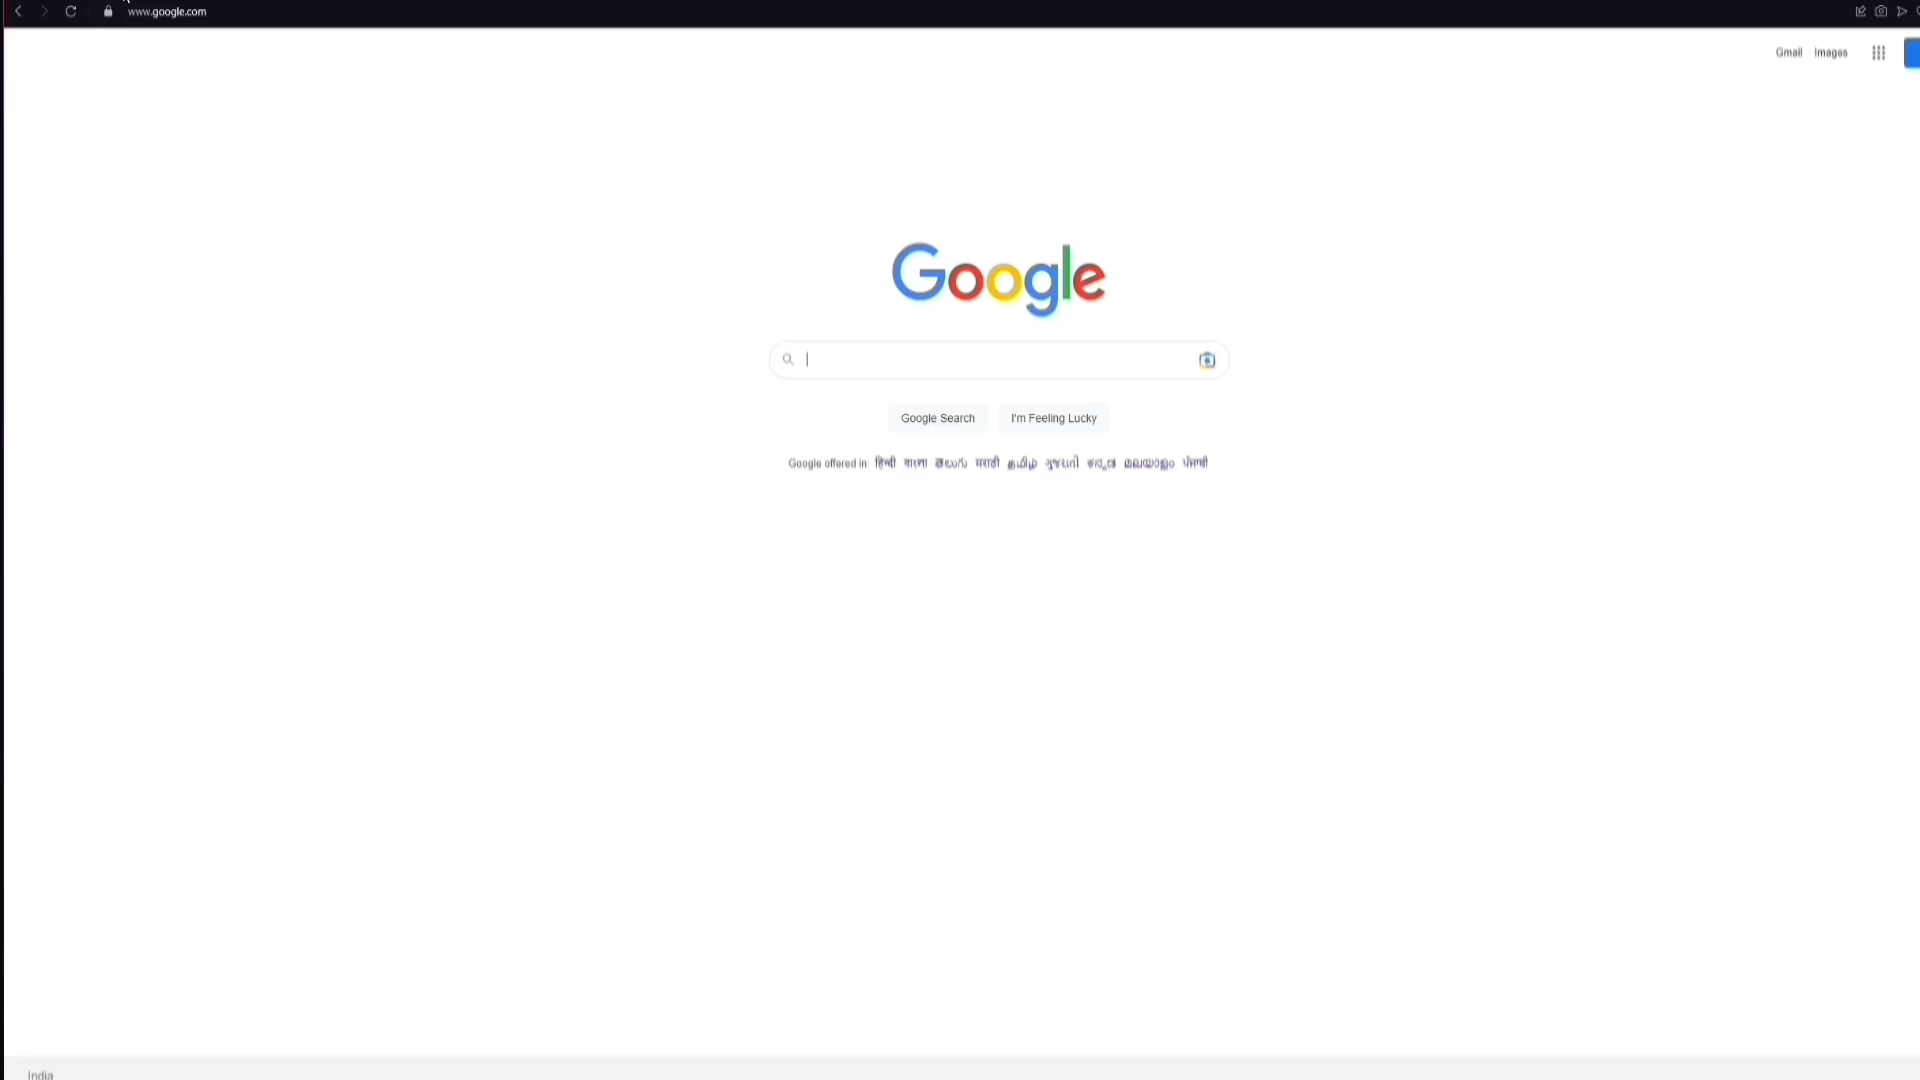 www.google.com
Gmail Images
Google
Google Search I'm Feeling Lucky
Google offered in: हिन्दी বাংলা తెలుగు मराठी தமிழ் ગુજરાતી ಕನ್ನಡ മലയാളം ਪੰਜਾਬੀ
India